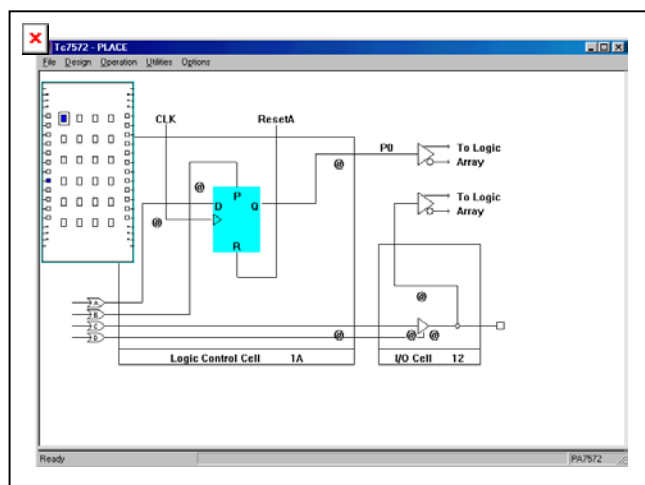 Tc7572 - PLACE
File Design Operation Utilities Options
CLK ResetA
P0 To Logic
Array
@
@ P
D Q
To Logic
Array
@
R
@
A
B
C
D
@ @ @
Logic Control Cell 1A I/O Cell 12
Ready PA7572